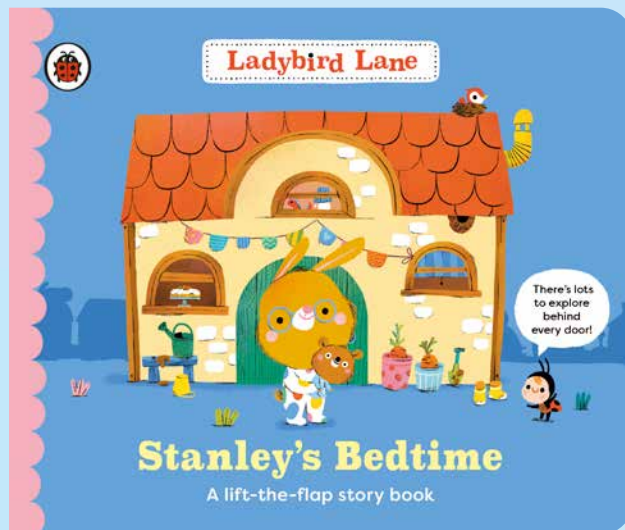 Ladybird Lane
There's lots
to explore
behind
every door!
Stanley's Bedtime
A lift-the-flap story book